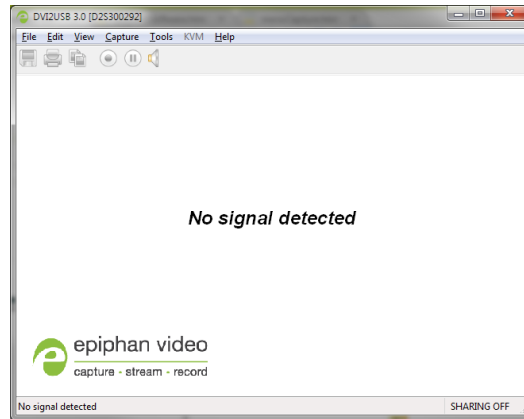 DVI2USB 3.0 [D2S300292]
File Edit View Capture Tools KVM Help
No signal detected
epiphan video
capture - stream - record
No signal detected SHARING OFF